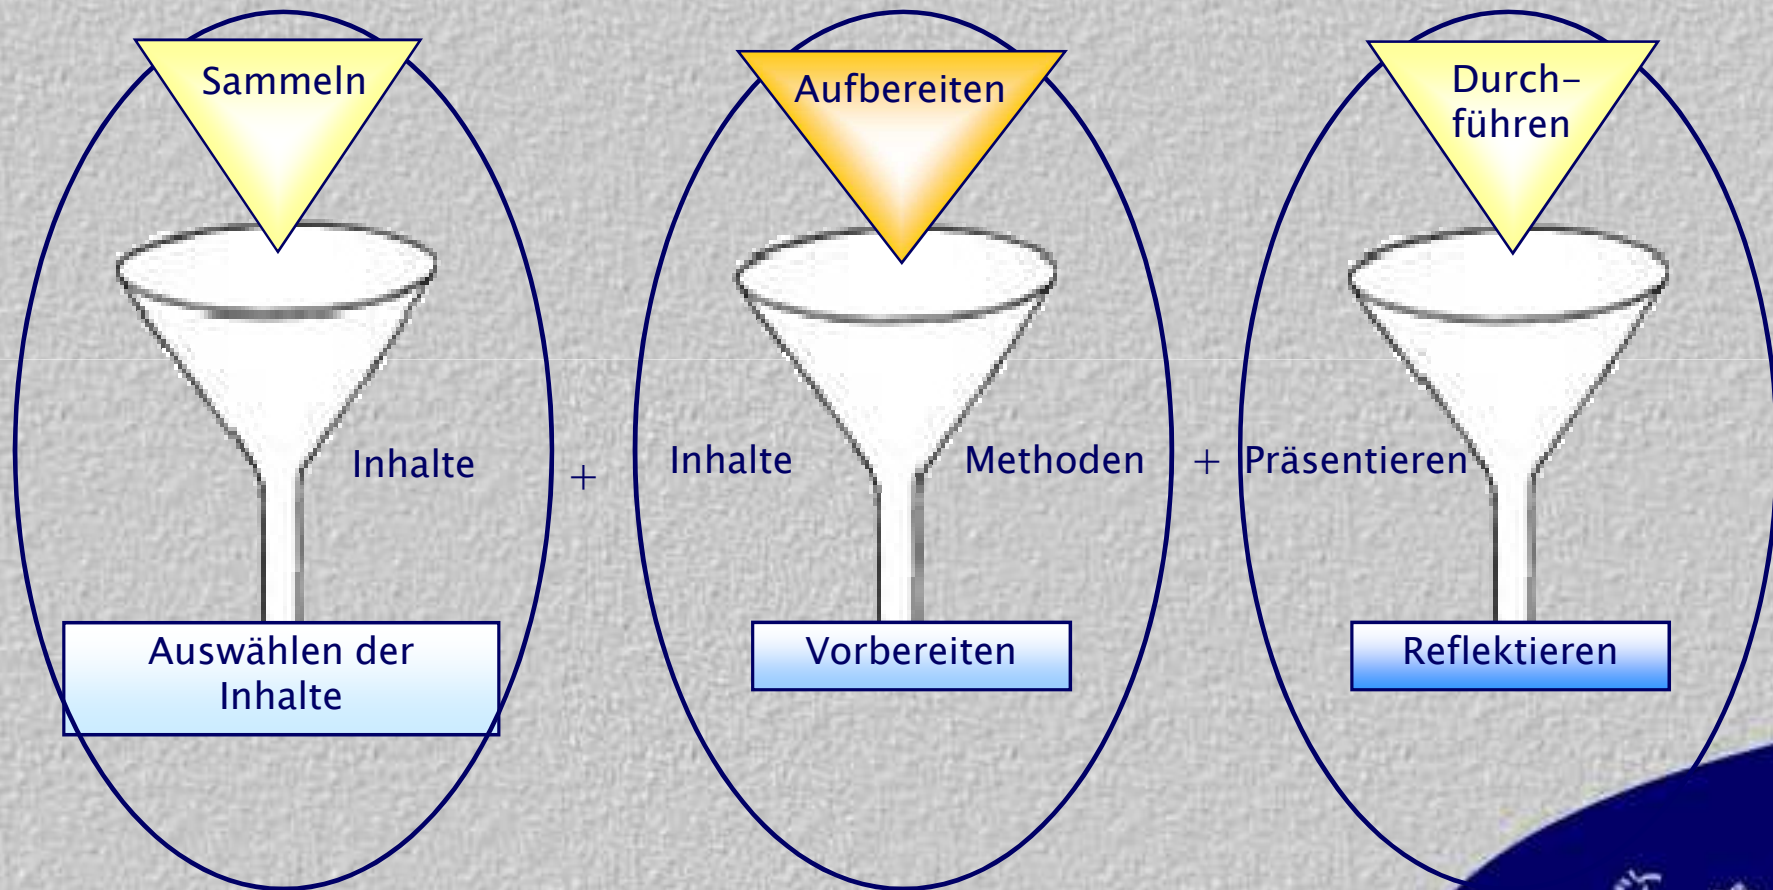 Sammeln
Inhalte
Auswählen der
Inhalte
+
Aufbereiten
Inhalte
Methoden
Vorbereiten
+
Durch-
führen
Präsentieren
Reflektieren